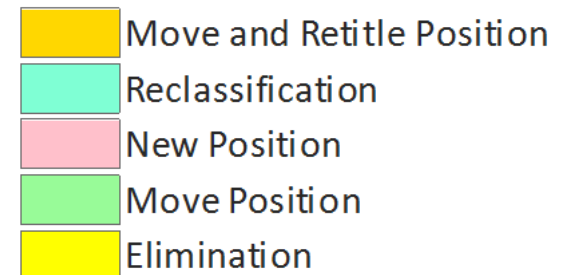 Move and Retitle Position
Reclassification
New Position
Move Position
Elimination